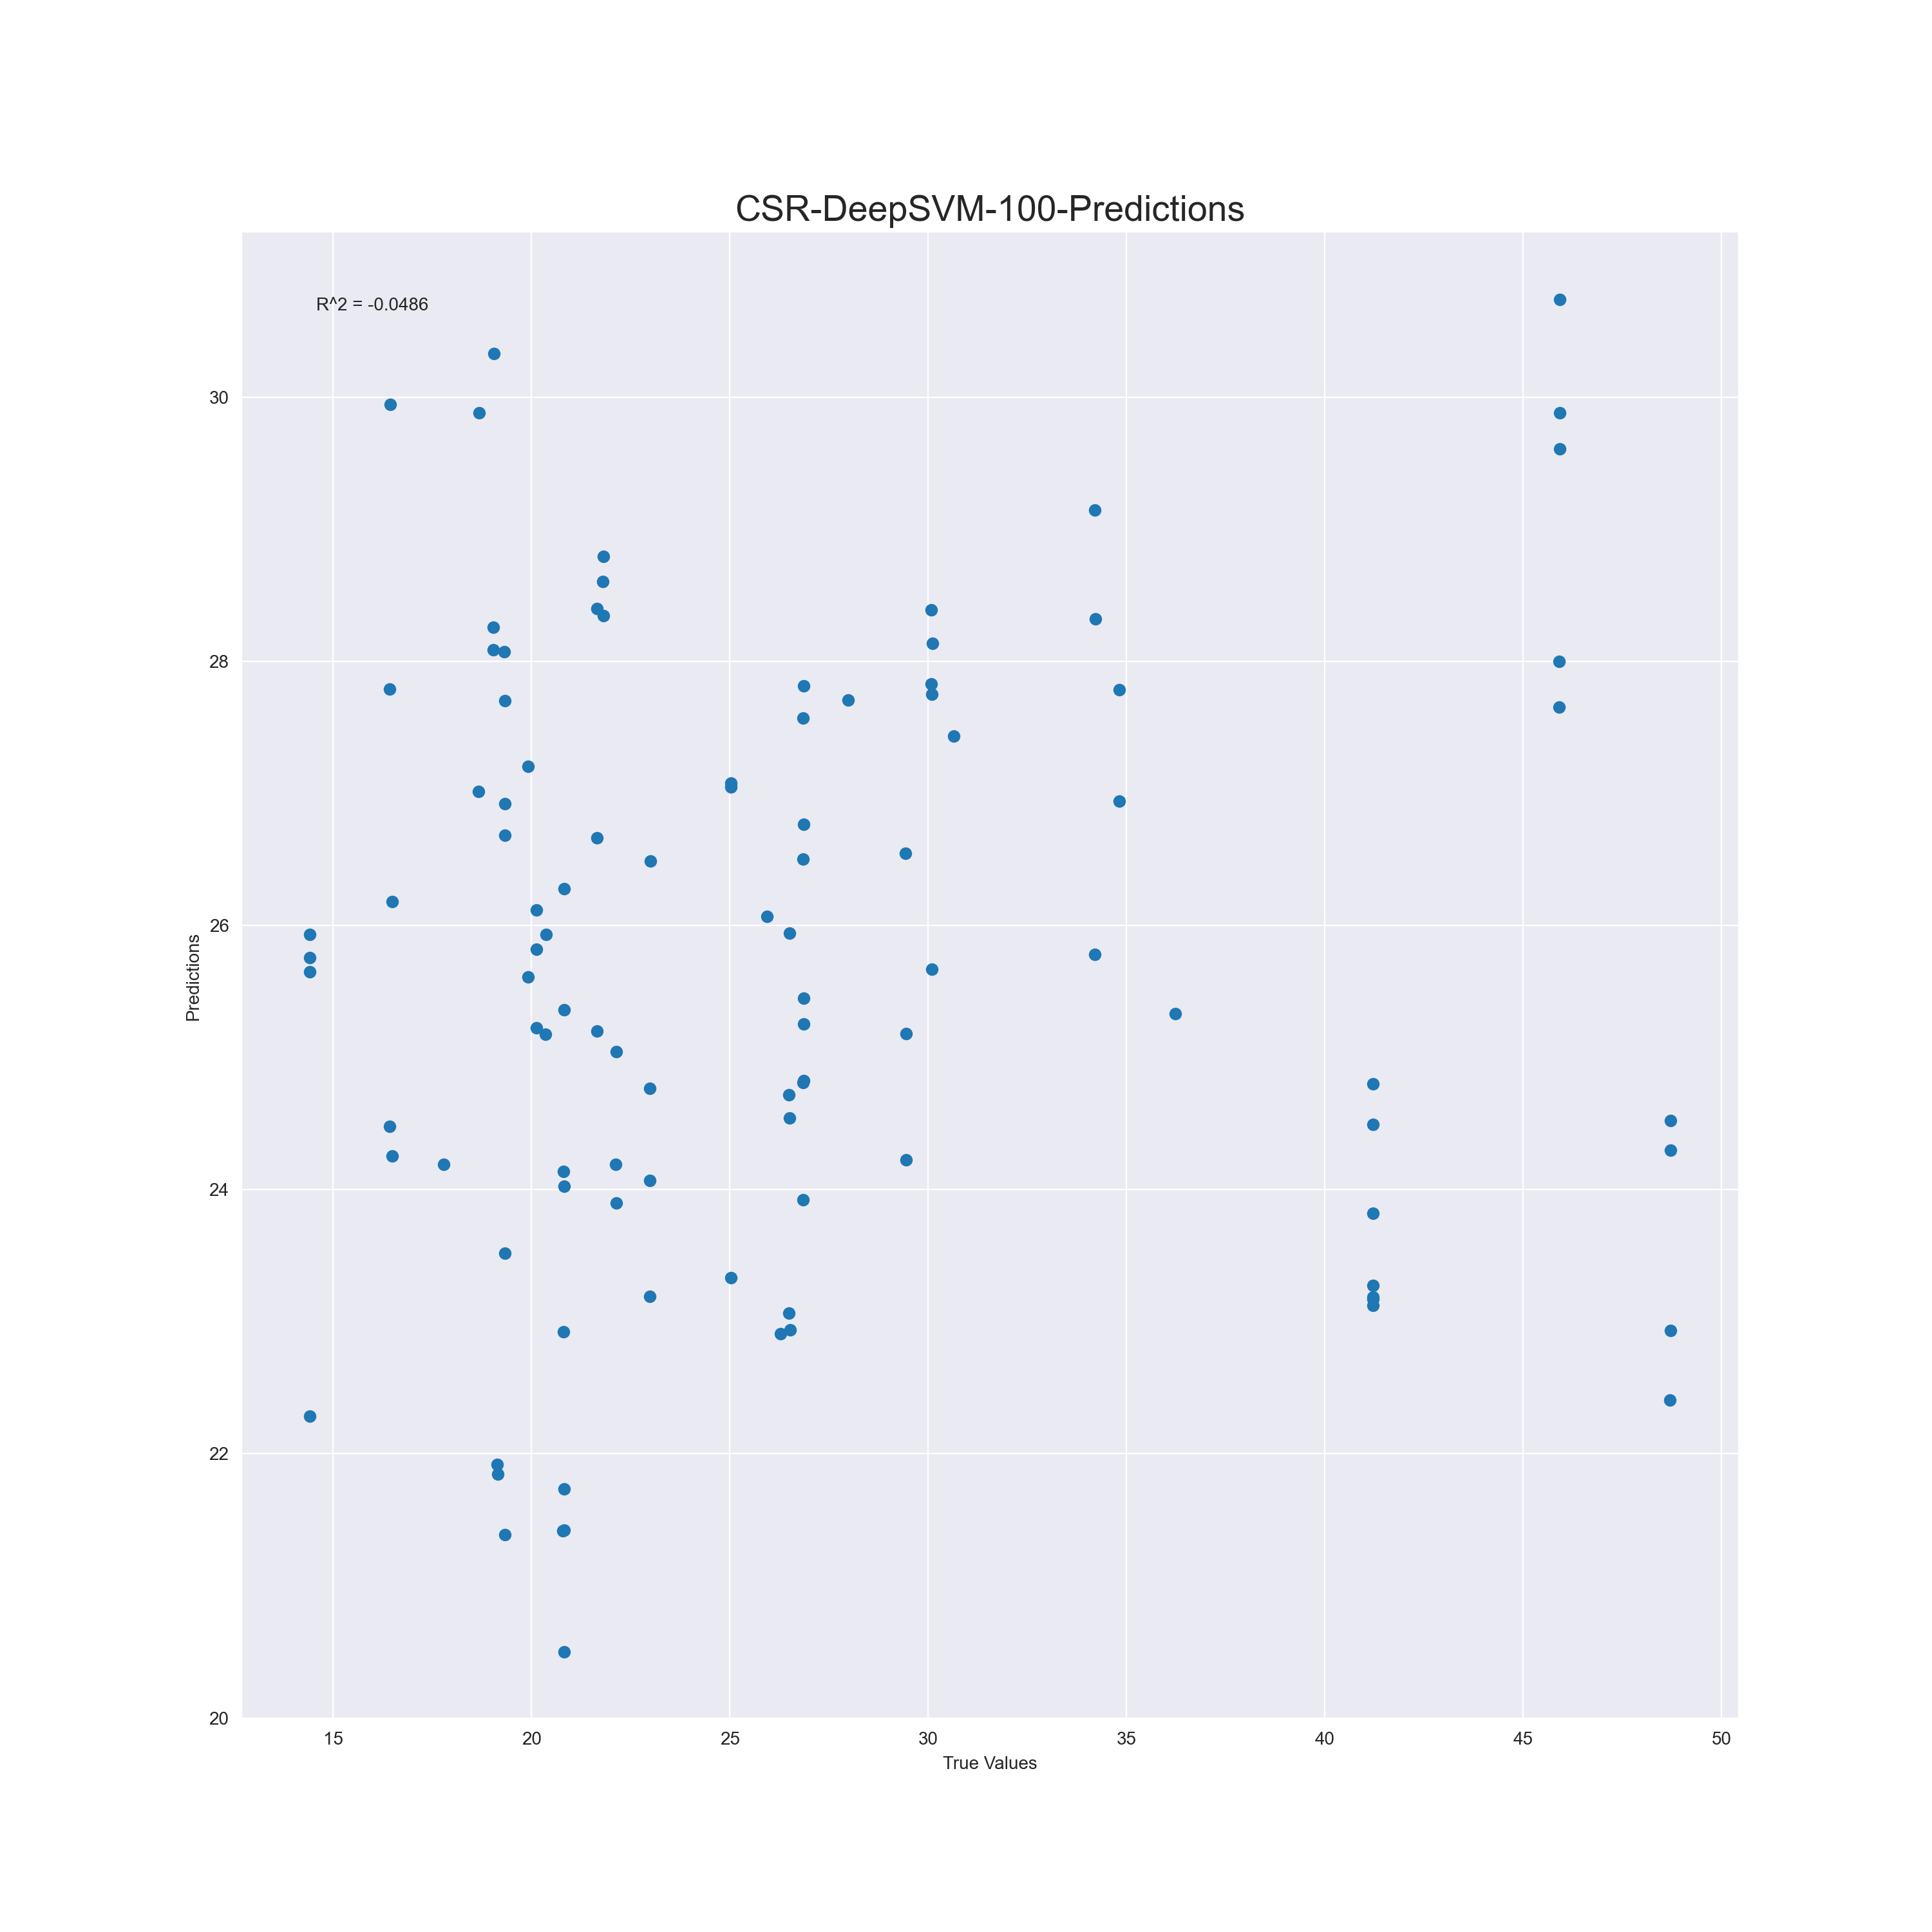 CSR-DeepSVM-100-Predictions
R^2 = -0.0486
30
28
26
24
22
20
Predictions
15 20 25 30 35 40 45 50
True Values